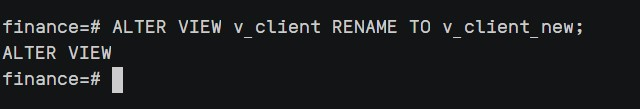 finance=# ALTER VIEW v_client RENAME TO v_client_new;
ALTER VIEW
finance=#